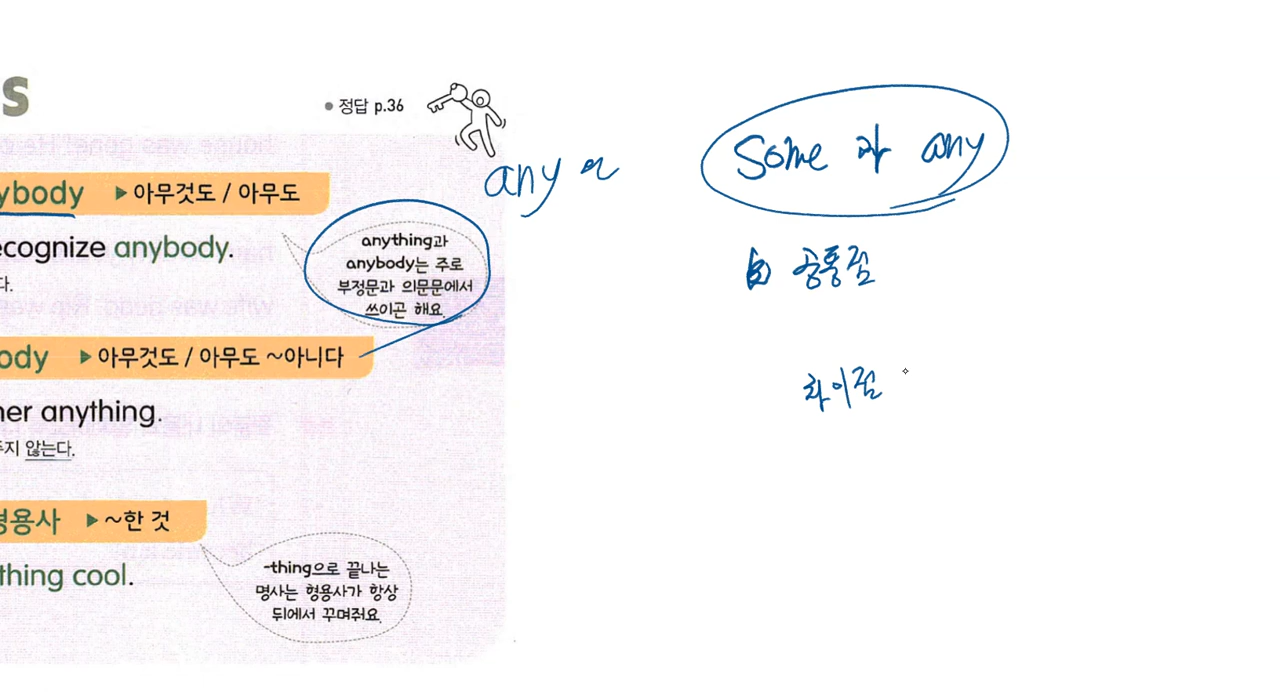 s
정답 p.36
ybody ▶ 아무것도 / 아무도
ecognize anybody.
다.
anything과
anybody는 주로
부정문과 의문문에서
쓰이곤 해요.
ody ▶ 아무것도 / 아무도 ~아니다
ner anything.
주지 않는다.
형용사 ▶ ~한 것
thing cool.
-thing으로 끝나는
명사는 형용사가 항상
뒤에서 꾸며줘요.
any
Some 과 any
공통점
차이점